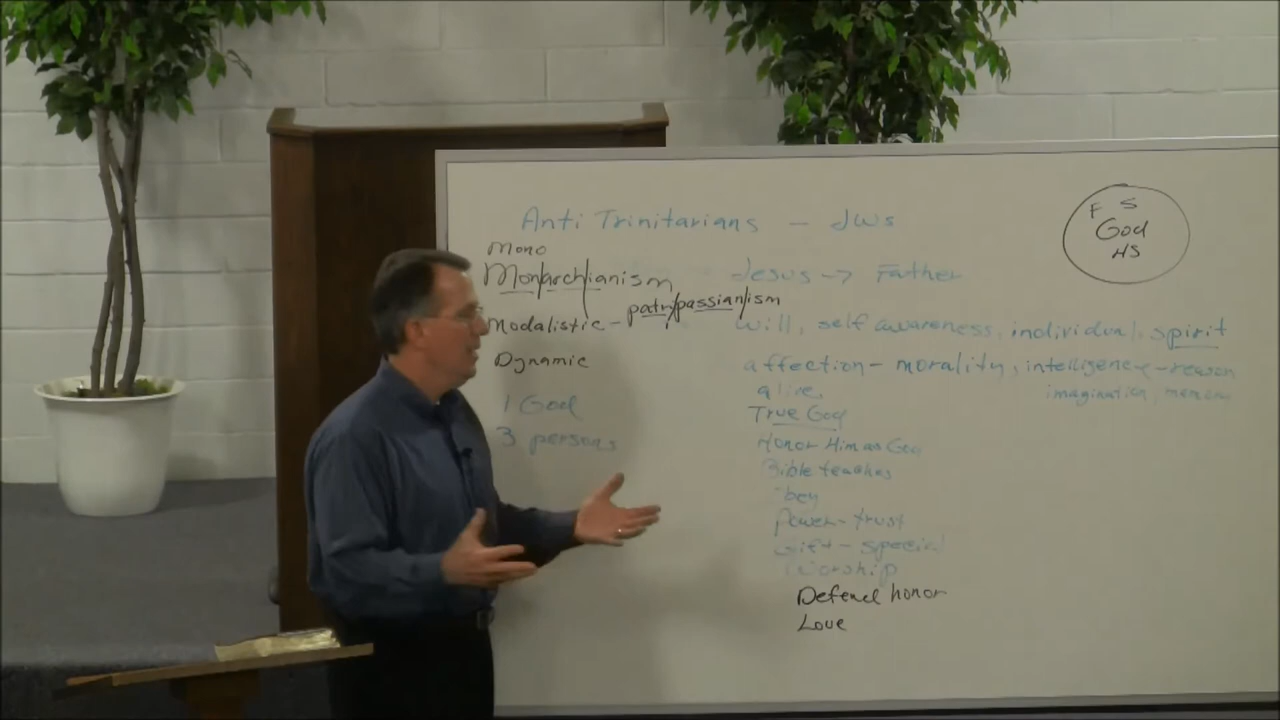 Anti Trinitarians - JWs
Mono
Monarchianism
Jesus → Father
patripassianism
Modalistic -
Dynamic
1 God
3 persons
will, self awareness, individual, spirit
affection - morality, intelligence - reason
imagination, memory
alive,
True God
Honor Him as God
Bible teaches
obey
power - trust
Gift - special
Worship
Defend honor
Love
F S
God
HS